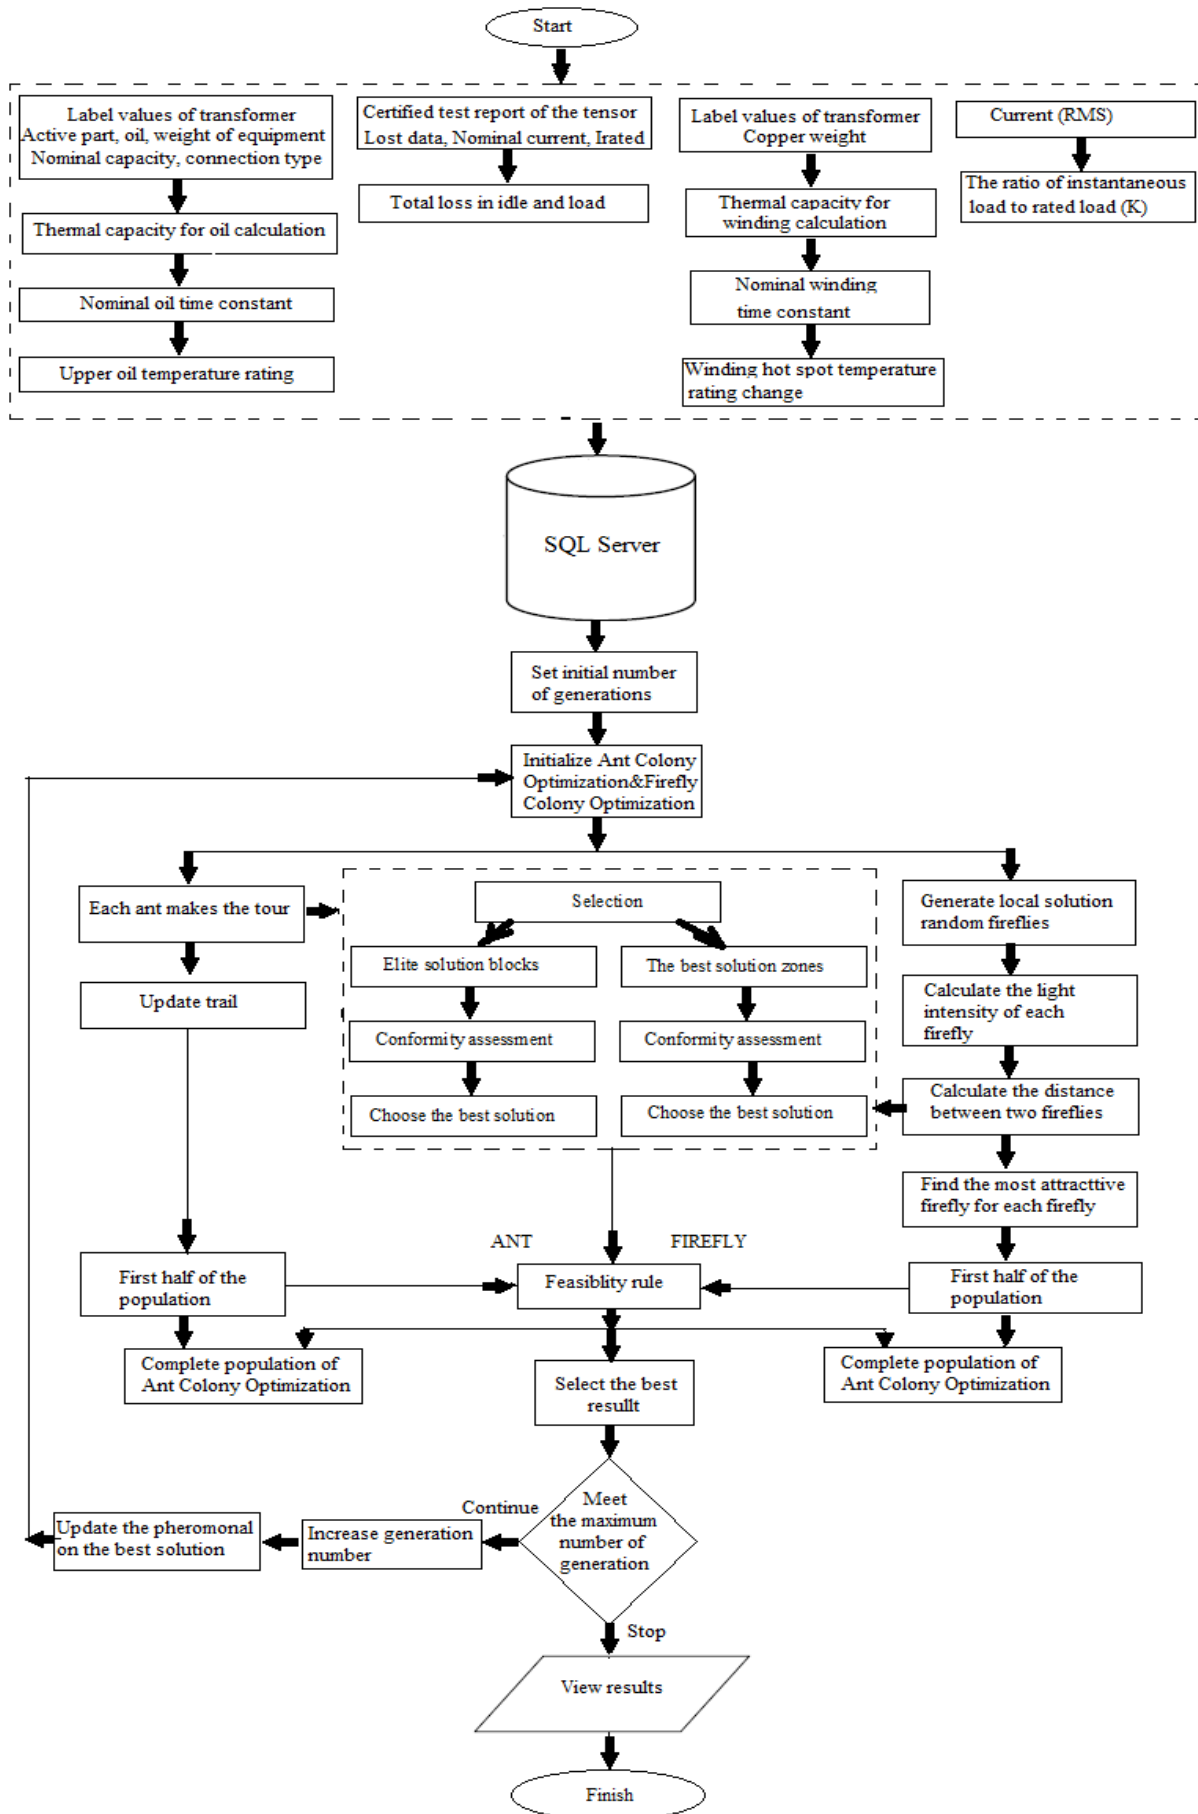 Start
Label values of transformer
Active part, oil, weight of equipment
Nominal capacity, connection type
Thermal capacity for oil calculation
Nominal oil time constant
Upper oil temperature rating
Certified test report of the tensor
Lost data, Nominal current, Irated
Total loss in idle and load
Label values of transformer
Copper weight
Thermal capacity for
winding calculation
Nominal winding
time constant
Winding hot spot temperature
rating change
Current (RMS)
The ratio of instantaneous
load to rated load (K)
SQL Server
Set initial number
of generations
Initialize Ant Colony
Optimization&Firefly
Colony Optimization
Each ant makes the tour
Update trail
Selection
Elite solution blocks
Conformity assessment
Choose the best solution
The best solution zones
Conformity assessment
Choose the best solution
Generate local solution
random fireflies
Calculate the light
intensity of each
firefly
Calculate the distance
between two fireflies
Find the most attracttive
firefly for each firefly
ANT
FIREFLY
First half of the
population
Feasiblity rule
First half of the
population
Complete population of
Ant Colony Optimization
Select the best
resullt
Complete population of
Ant Colony Optimization
Meet
the maximum
number of
generation
Continue
Increase generation
number
Update the pheromonal
on the best solution
Stop
View results
Finish